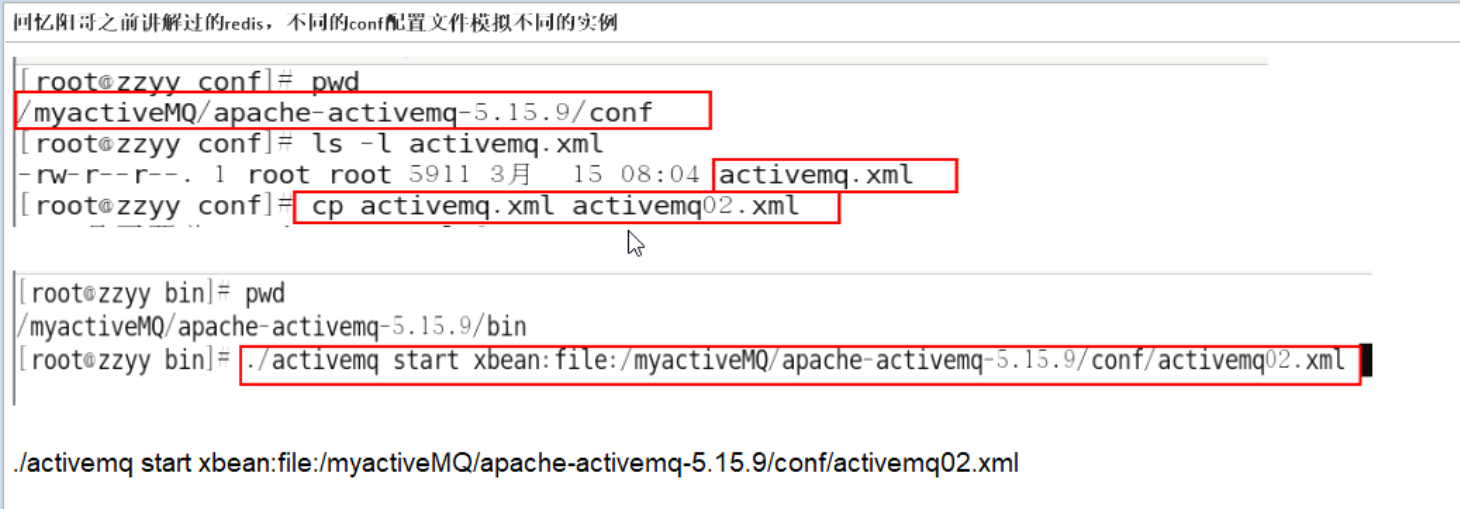 回忆阳哥之前讲解过的redis，不同的conf配置文件模拟不同的实例
[root@zzyy conf]# pwd
/myactiveMQ/apache-activemq-5.15.9/conf
[root@zzyy conf]# ls -l activemq.xml
-rw-r--r--. 1 root root 5911 3月  15 08:04 activemq.xml
[root@zzyy conf]# cp activemq.xml activemq02.xml
[root@zzyy bin]# pwd
/myactiveMQ/apache-activemq-5.15.9/bin
[root@zzyy bin]# ./activemq start xbean:file:/myactiveMQ/apache-activemq-5.15.9/conf/activemq02.xml
./activemq start xbean:file:/myactiveMQ/apache-activemq-5.15.9/conf/activemq02.xml